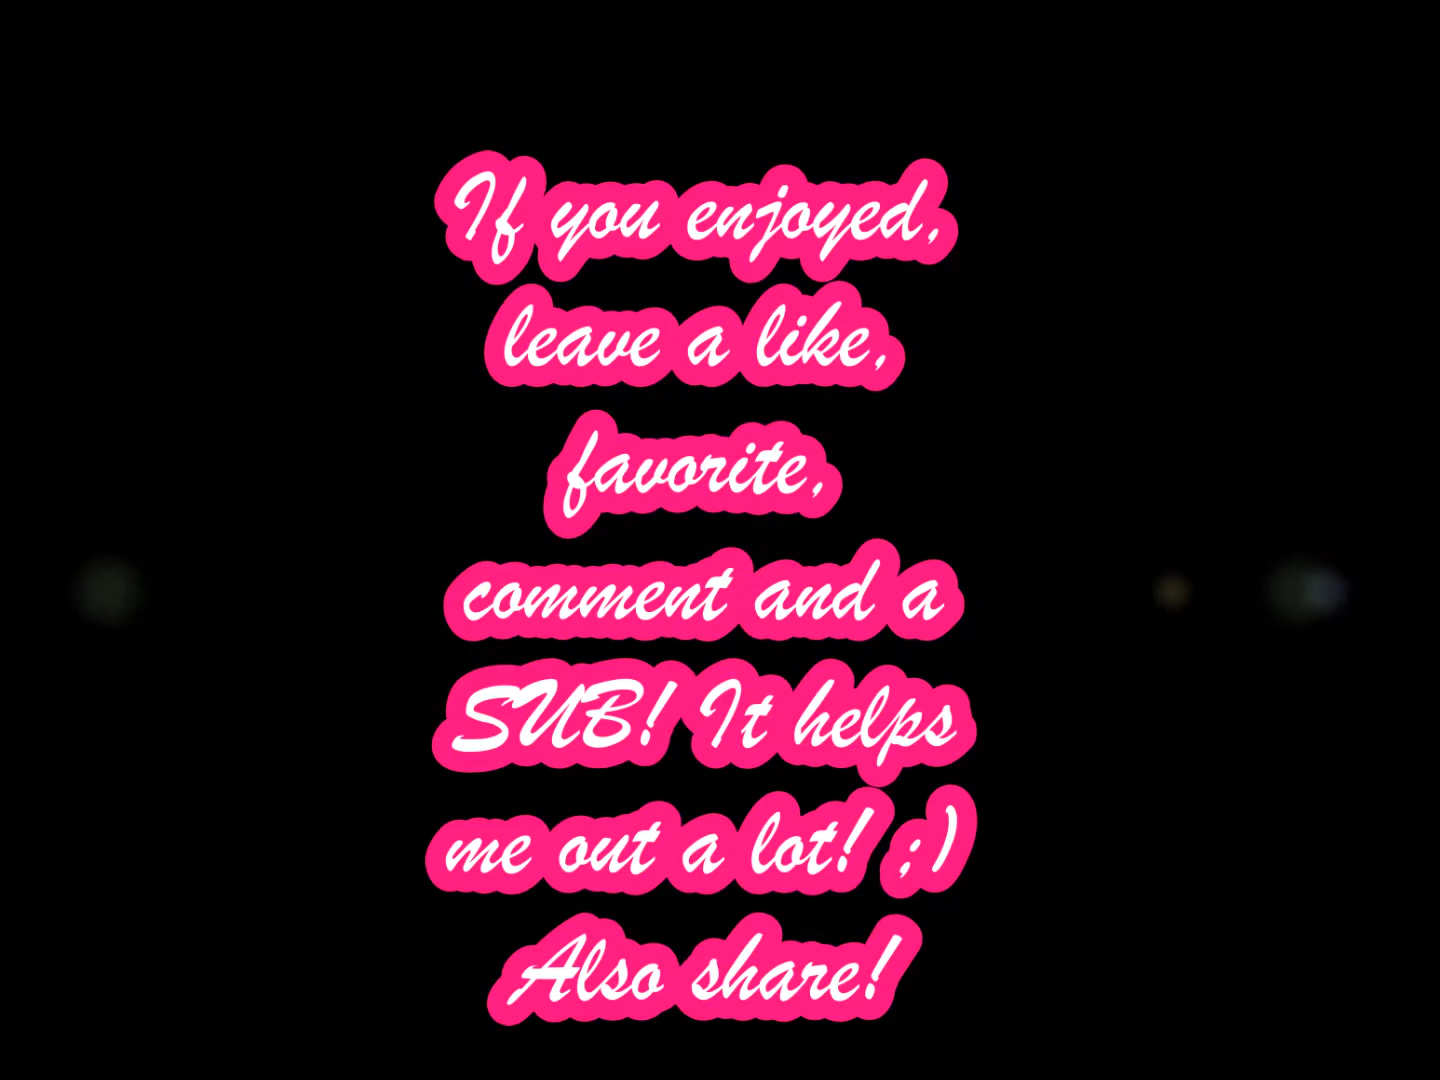 If you enjoyed,
leave a like,
favorite,
comment and a
SUB! It helps
me out a lot! ;)
Also share!